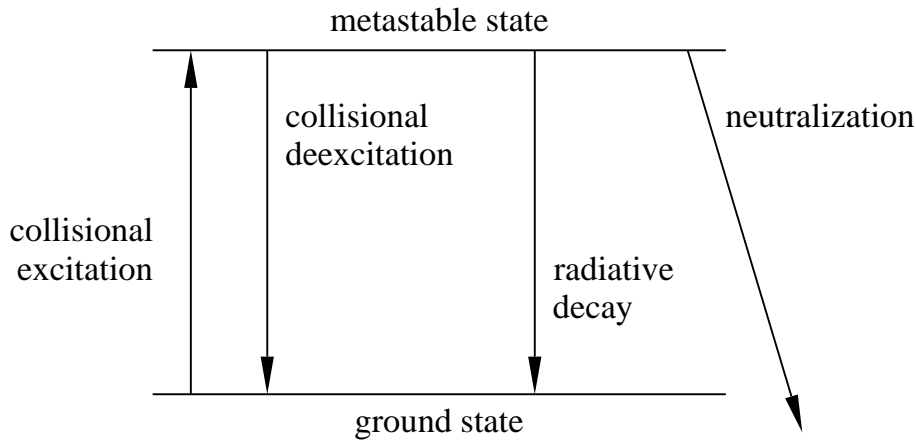 metastable state
collisional
deexcitation
neutralization
collisional
excitation
radiative
decay
ground state